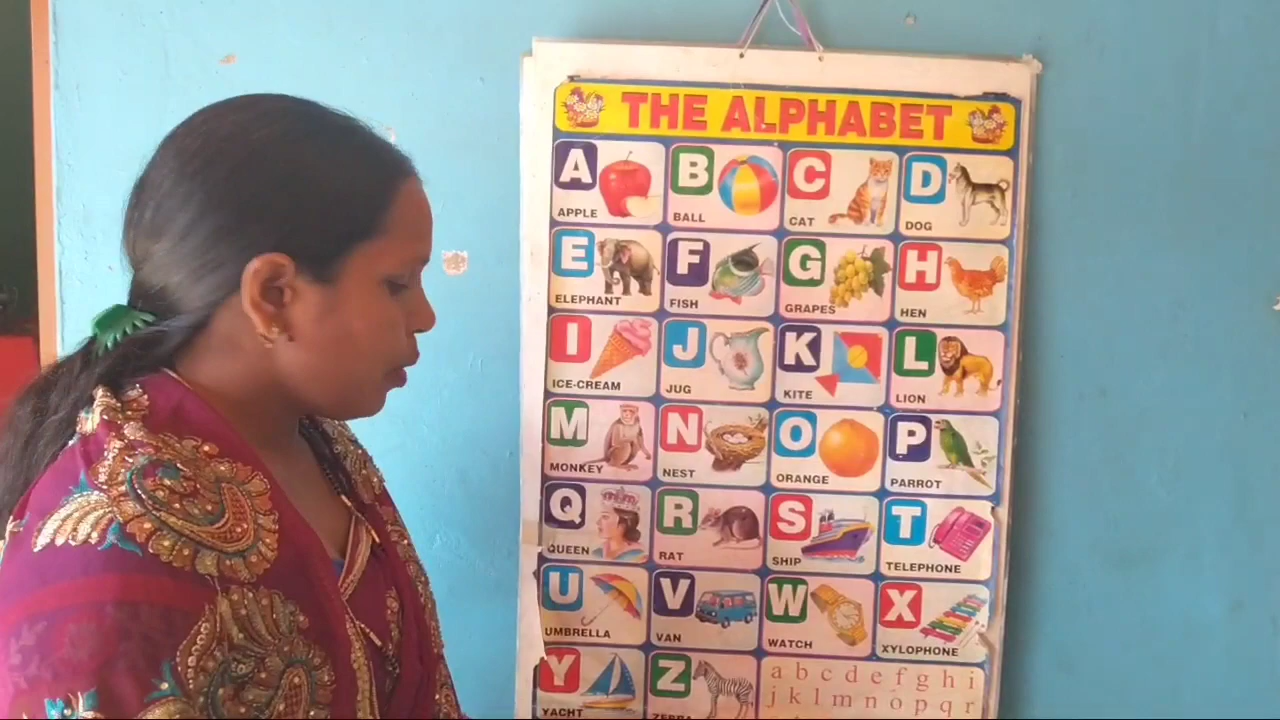 THE ALPHABET
A B C D
APPLE BALL CAT DOG
E F G H
ELEPHANT FISH GRAPES HEN
I J K L
ICE-CREAM JUG KITE LION
M N O P
MONKEY NEST ORANGE PARROT
Q R S T
QUEEN RAT SHIP TELEPHONE
U V W X
UMBRELLA VAN WATCH XYLOPHONE
Y Z
YACHT ZEBRA
a b c d e f g h i
j k l m n o p q r